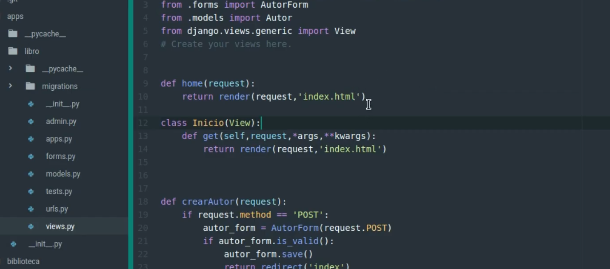 apps
__pycache__
libro
__pycache__
migrations
__init__.py
admin.py
apps.py
forms.py
models.py
tests.py
urls.py
views.py
__init__.py
biblioteca
3 from .forms import AutorForm
4 from .models import Autor
5 from django.views.generic import View
6 # Create your views here.
7
8
9 def home(request):
10 return render(request,'index.html')
11
12 class Inicio(View):
13 def get(self,request,*args,**kwargs):
14 return render(request,'index.html')
15
16
17
18 def crearAutor(request):
19 if request.method == 'POST':
20 autor_form = AutorForm(request.POST)
21 if autor_form.is_valid():
22 autor_form.save()
23 return redirect('index')